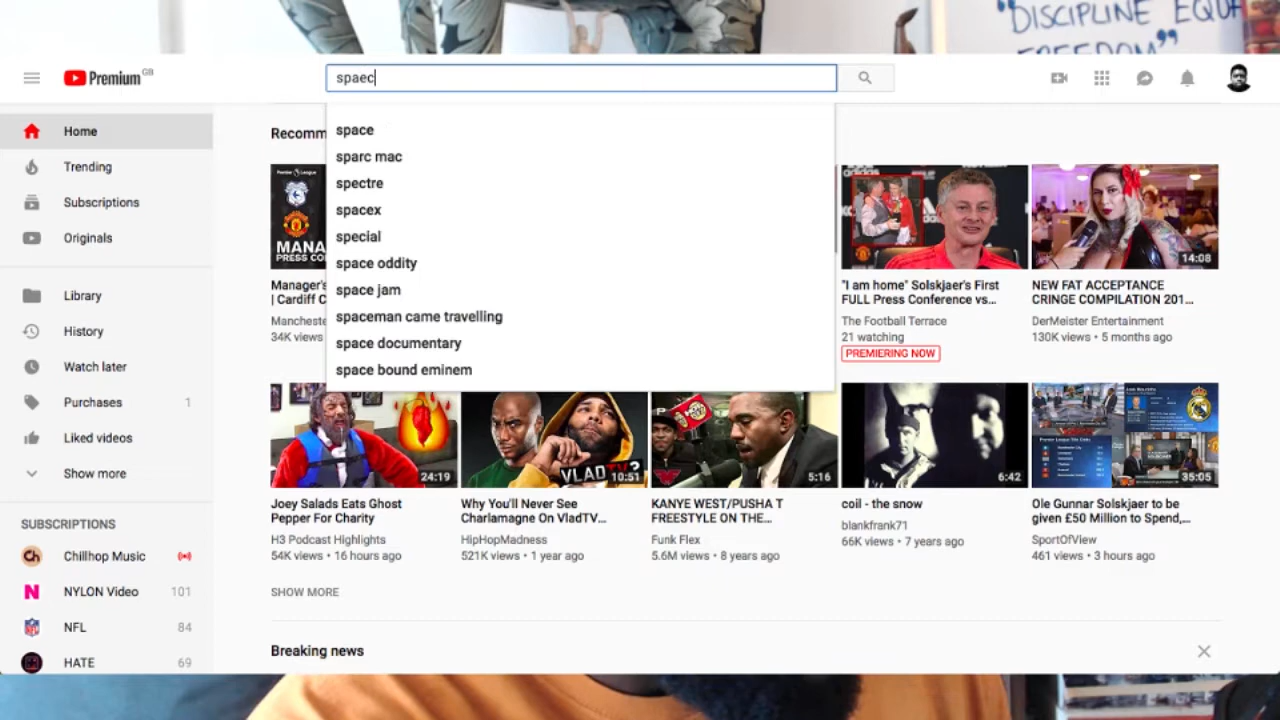 "DISCIPLINE EQU
FREEDOM"
Premium GB
spaec
Home
Trending
Subscriptions
Originals
Library
History
Watch later
Purchases 1
Liked videos
Show more
SUBSCRIPTIONS
Chillhop Music
NYLON Video 101
NFL 84
HATE 69
Recomm
space
sparc mac
spectre
spacex
special
space oddity
space jam
spaceman came travelling
space documentary
space bound eminem
Premier League
MANA
PRESS CO
Manager's
| Cardiff C
Mancheste
34K views
adidas
"I am home" Solskjaer's First
FULL Press Conference vs...
The Football Terrace
21 watching
PREMIERING NOW
14:08
NEW FAT ACCEPTANCE
CRINGE COMPILATION 201...
DerMeister Entertainment
130K views • 5 months ago
24:19
Joey Salads Eats Ghost
Pepper For Charity
H3 Podcast Highlights
54K views • 16 hours ago
VLADTV?
10:51
Why You'll Never See
Charlamagne On VladTV...
HipHopMadness
521K views • 1 year ago
5:16
KANYE WEST/PUSHA T
FREESTYLE ON THE...
Funk Flex
5.6M views • 8 years ago
6:42
coil - the snow
blankfrank71
66K views • 7 years ago
35:05
Ole Gunnar Solskjaer to be
given £50 Million to Spend,...
SportOfView
461 views • 3 hours ago
SHOW MORE
Breaking news